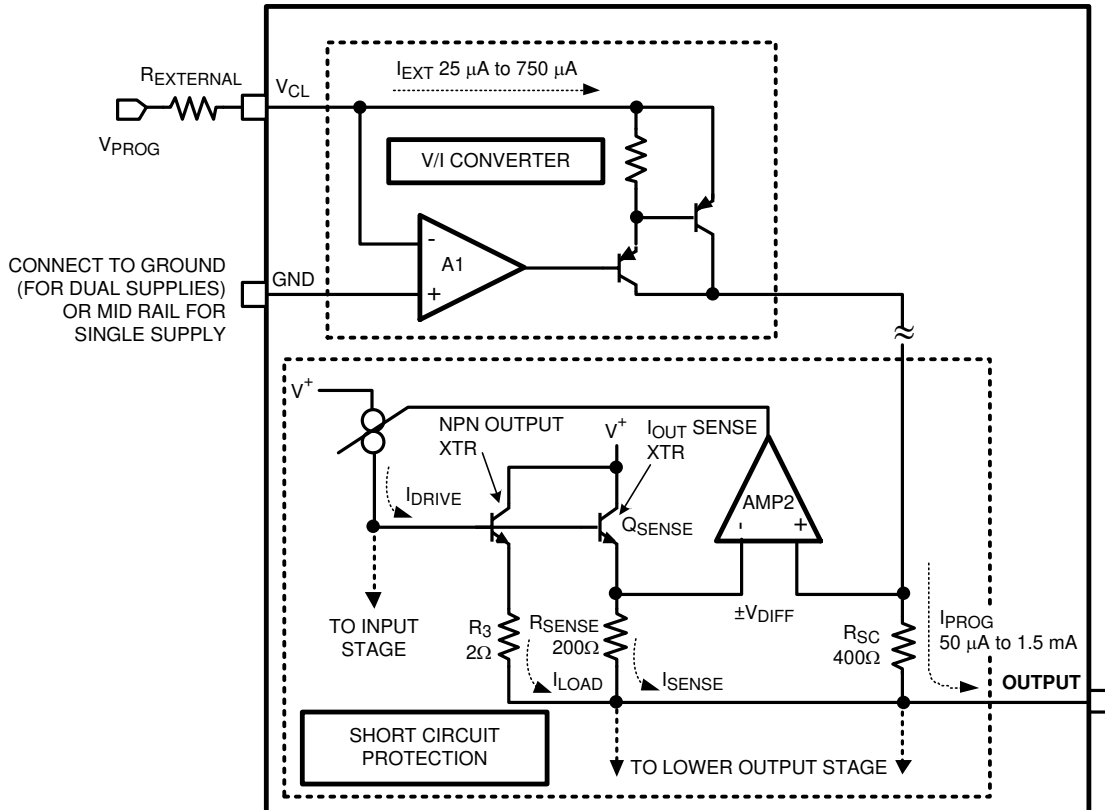 IEXT 25 µA to 750 µA
REXTERNAL
VCL
VPROG
V/I CONVERTER
-
A1
+
CONNECT TO GROUND
(FOR DUAL SUPPLIES)
OR MID RAIL FOR
SINGLE SUPPLY
GND
≈
V+
NPN OUTPUT
XTR
V+
IOUT SENSE
XTR
IDRIVE
AMP2
-
+
QSENSE
±VDIFF
TO INPUT
STAGE
R3
2Ω
RSENSE
200Ω
ILOAD
ISENSE
RSC
400Ω
IPROG
50 µA to 1.5 mA
OUTPUT
SHORT CIRCUIT
PROTECTION
TO LOWER OUTPUT STAGE